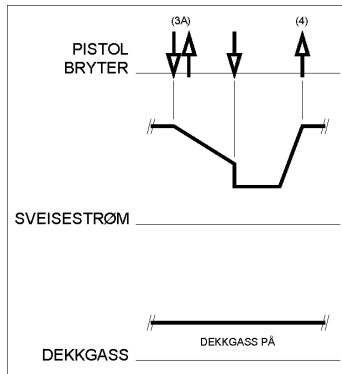 (3A) (4)
PISTOL
BRYTER
SVEISESTRØM
DEKKGASS PÅ
DEKKGASS